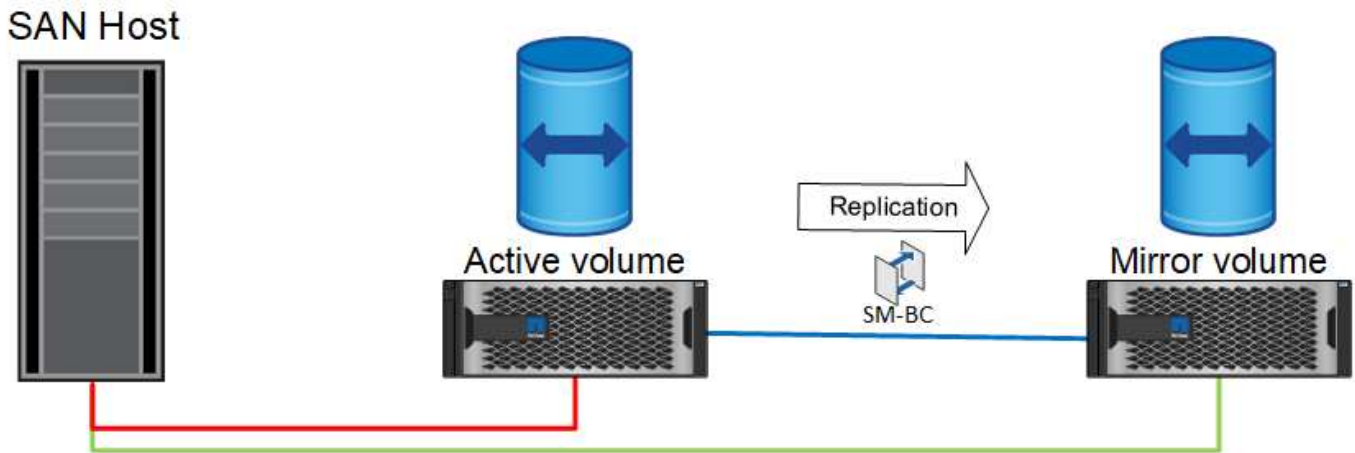 SAN Host
Replication
Active volume
Mirror volume
SM-BC